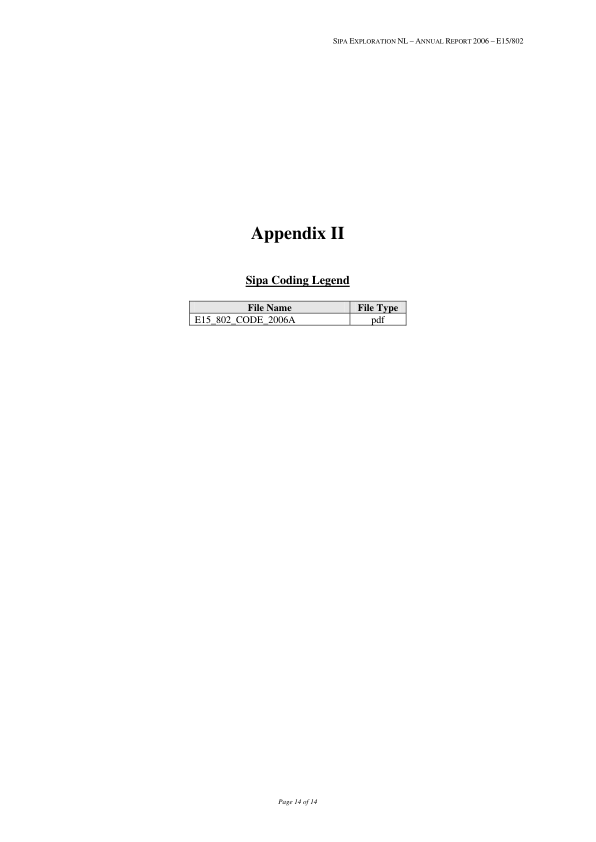 SIPA EXPLORATION NL – ANNUAL REPORT 2006 – E15/802
Appendix II
Sipa Coding Legend
File Name File Type
E15_802_CODE_2006A pdf
Page 14 of 14